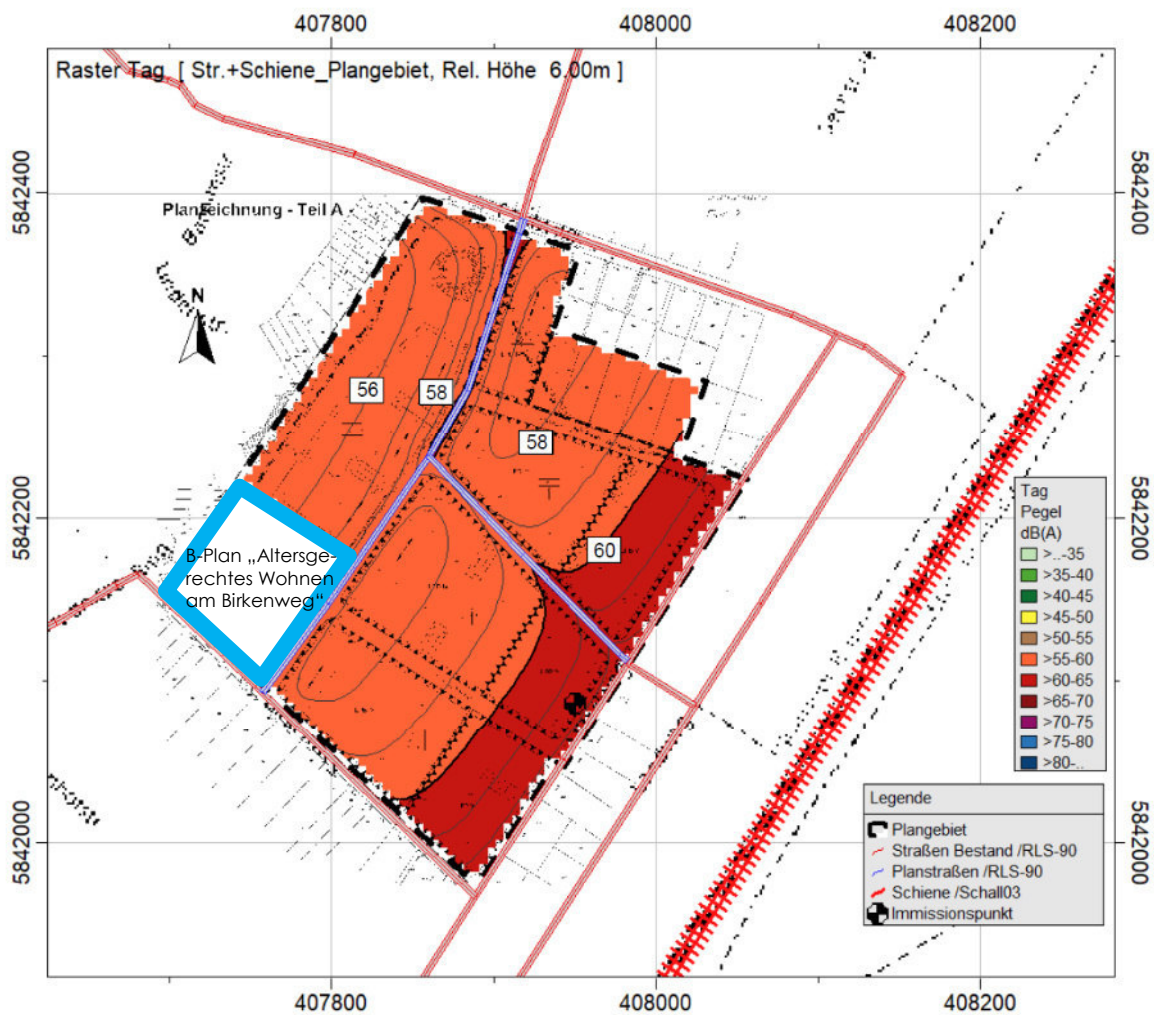 407800
408000
408200
Raster Tag [ Str.+Schiene_Plangebiet, Rel. Höhe 6.00m ]
5842400
5842400
Planzeichnung - Teil A
N
56
58
58
5842200
5842200
60
B-Plan „Altersge-
rechtes Wohnen
am Birkenweg“
Tag
Pegel
dB(A)
>..-35
>35-40
>40-45
>45-50
>50-55
>55-60
>60-65
>65-70
>70-75
>75-80
>80-..
Legende
Plangebiet
Straßen Bestand /RLS-90
Planstraßen /RLS-90
Schiene /Schall03
Immissionspunkt
5842000
5842000
407800
408000
408200